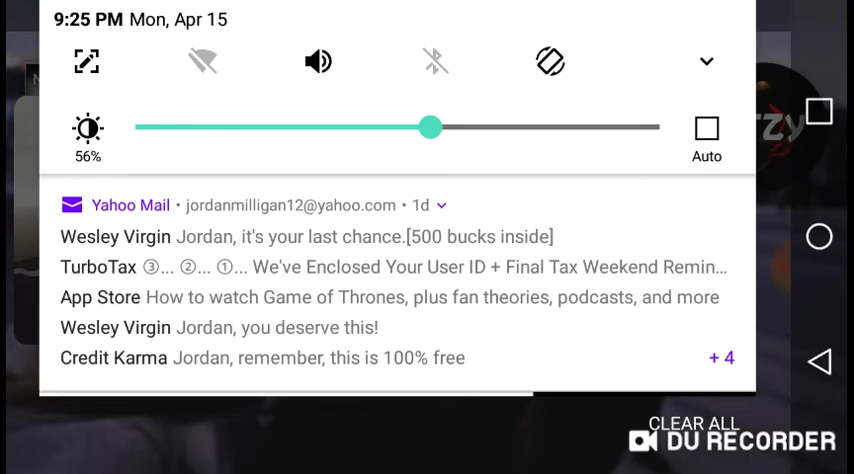 9:25 PM Mon, Apr 15
56%
Auto
Yahoo Mail • jordanmilligan12@yahoo.com • 1d
Wesley Virgin Jordan, it's your last chance.[500 bucks inside]
TurboTax ③... ②... ①... We've Enclosed Your User ID + Final Tax Weekend Remin...
App Store How to watch Game of Thrones, plus fan theories, podcasts, and more
Wesley Virgin Jordan, you deserve this!
Credit Karma Jordan, remember, this is 100% free
+ 4
CLEAR ALL
DU RECORDER